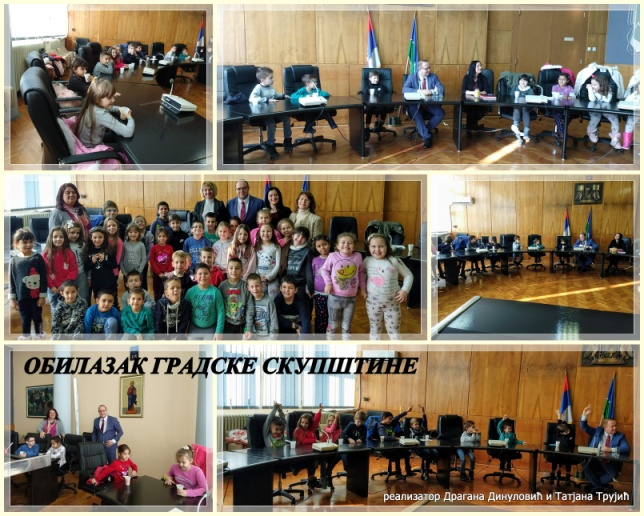 ОБИЛАЗАК ГРАДСКЕ СКУПШТИНЕ
реализатор Драгана Динуловић и Татјана Трујић